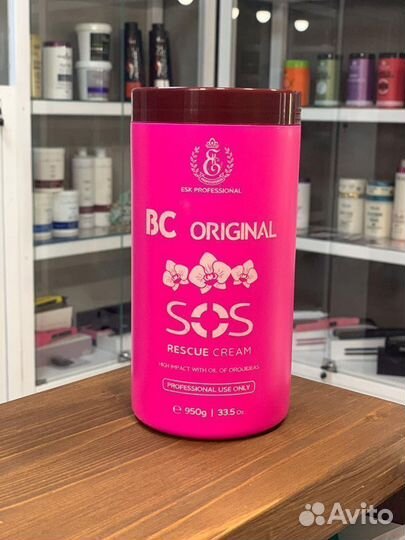 ESK PROFESSIONAL
BC ORIGINAL
SOS
RESCUE CREAM
HIGH IMPACT WITH OIL OF ORQUIDEAS
PROFESSIONAL USE ONLY
e 950g | 33.5 Oz
Avito